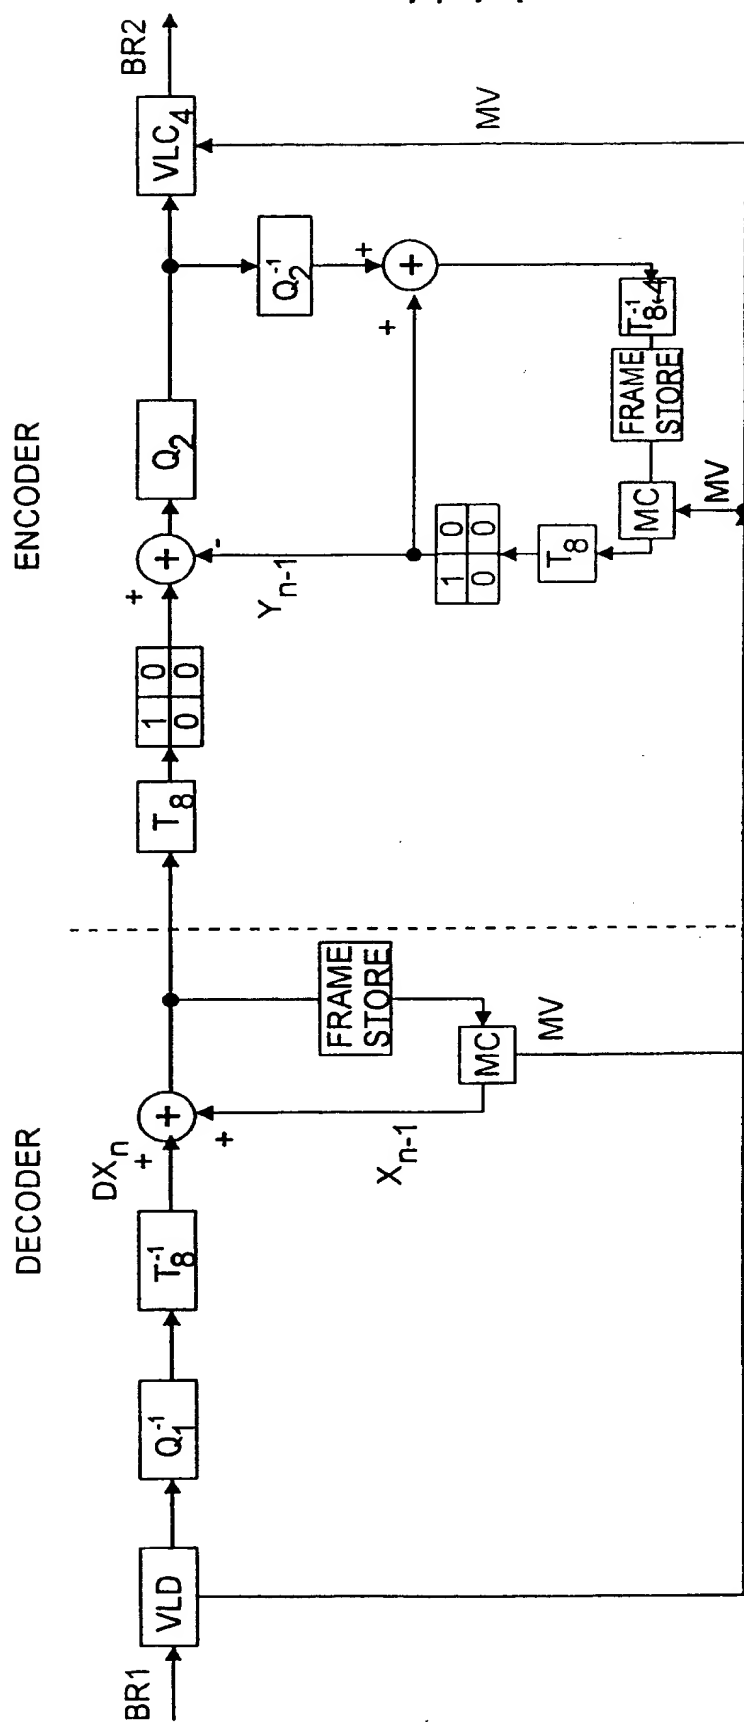 DECODER
ENCODER
BR1
VLD
Q₁⁻¹
T₈⁻¹
DXₙ
+
+
+
Xₙ₋₁
FRAME
STORE
MC
MV
T₈
1 0
0 0
+
+
-
Yₙ₋₁
Q₂
VLC₄
BR2
Q₂⁻¹
+
+
+
T₈₋₄⁻¹
FRAME
STORE
MC
MV
T₈
1 0
0 0
MV